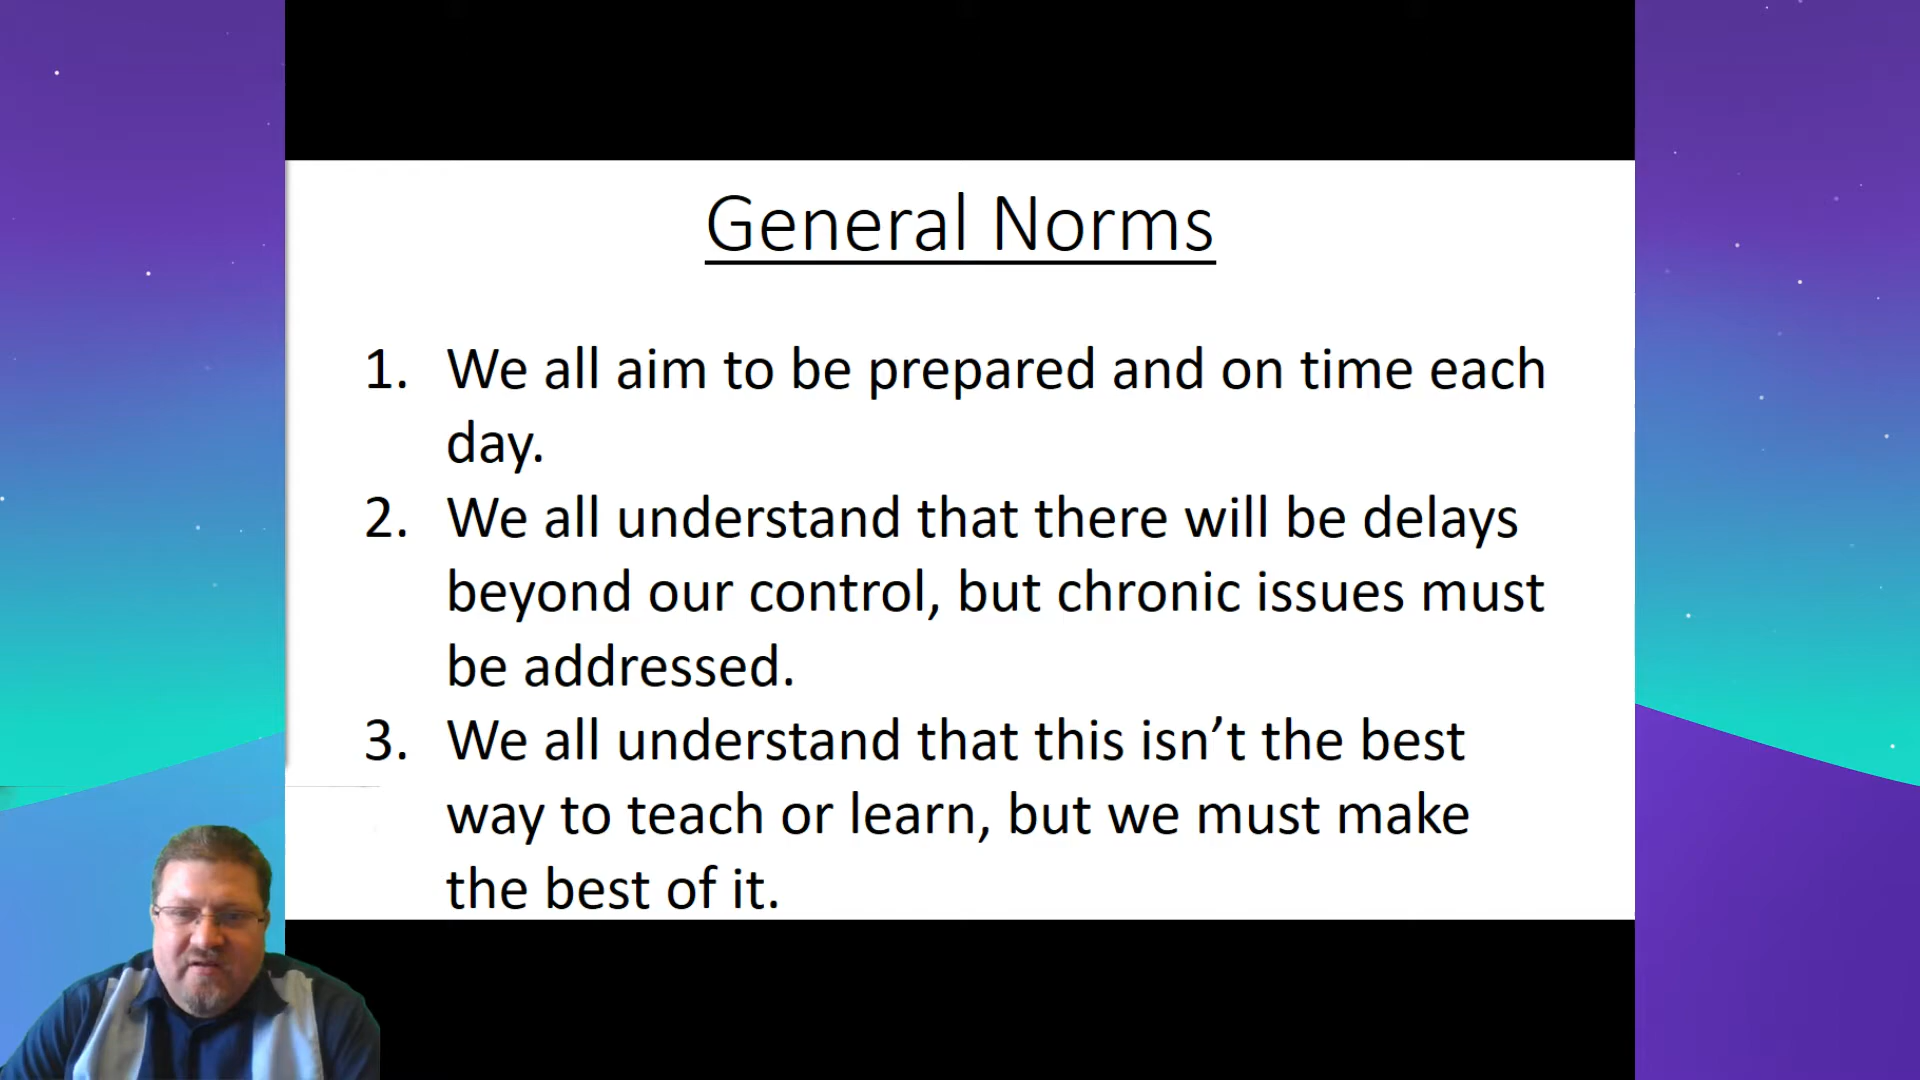 General Norms
1. We all aim to be prepared and on time each
day.
2. We all understand that there will be delays
beyond our control, but chronic issues must
be addressed.
3. We all understand that this isn’t the best
way to teach or learn, but we must make
the best of it.